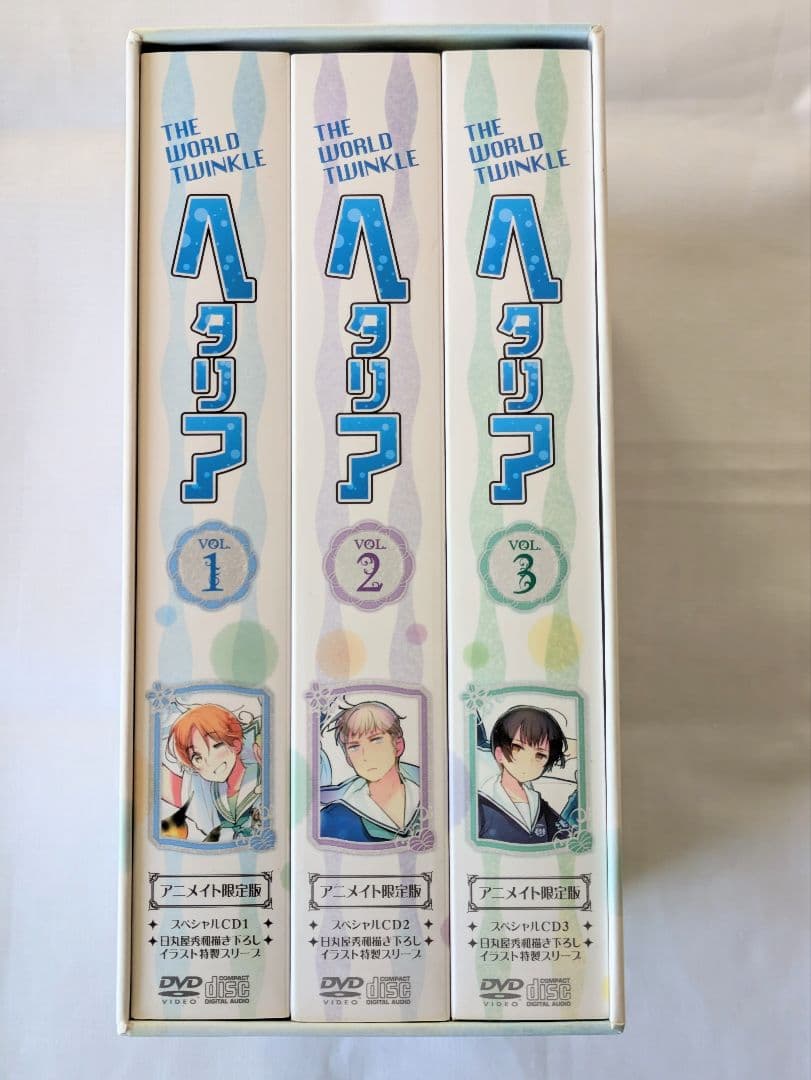 THE
WORLD
TWINKLE
ヘタリア
VOL.
1
アニメイト限定版
スペシャルCD1
日丸屋秀和描き下ろし
イラスト特製スリーブ
DVD
VIDEO
COMPACT
disc
DIGITAL AUDIO
THE
WORLD
TWINKLE
ヘタリア
VOL.
2
アニメイト限定版
スペシャルCD2
日丸屋秀和描き下ろし
イラスト特製スリーブ
DVD
VIDEO
COMPACT
disc
DIGITAL AUDIO
THE
WORLD
TWINKLE
ヘタリア
VOL.
3
アニメイト限定版
スペシャルCD3
日丸屋秀和描き下ろし
イラスト特製スリーブ
DVD
VIDEO
COMPACT
disc
DIGITAL AUDIO